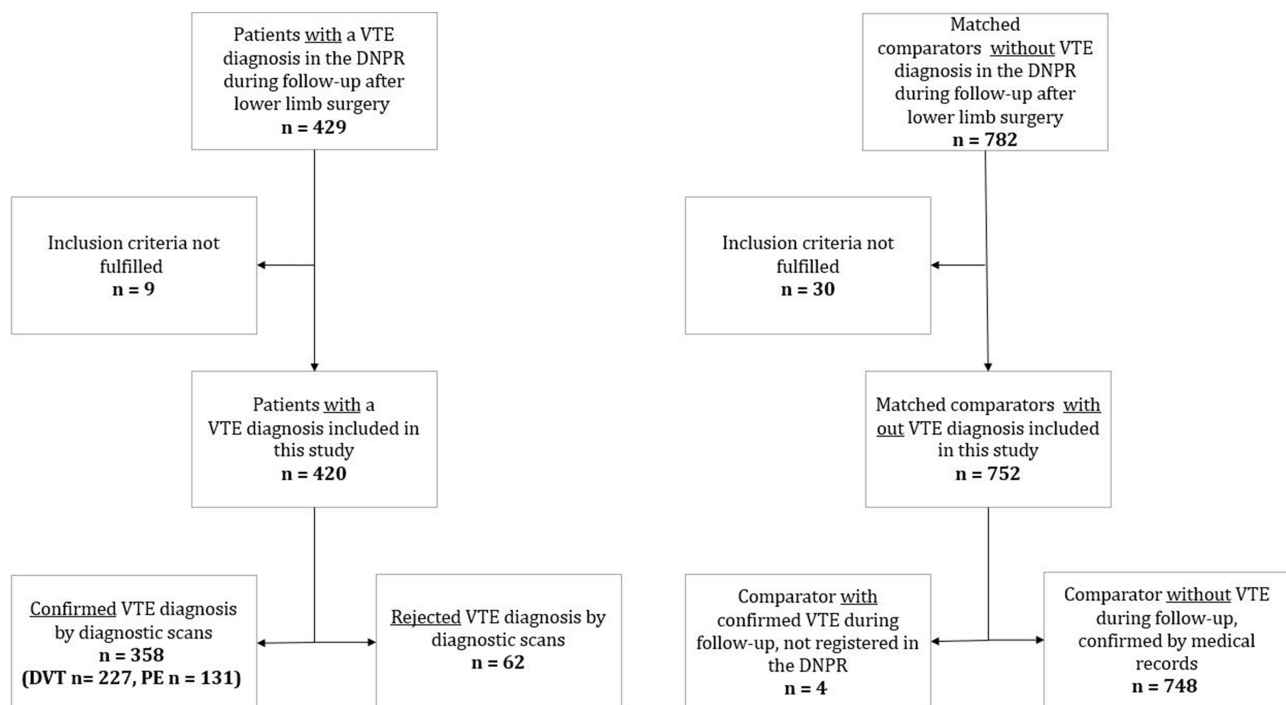 Patients with a VTE
diagnosis in the DNPR
during follow-up after
lower limb surgery
n = 429
Inclusion criteria not
fulfilled
n = 9
Patients with a
VTE diagnosis included in
this study
n = 420
Confirmed VTE diagnosis
by diagnostic scans
n = 358
(DVT n= 227, PE n = 131)
Rejected VTE diagnosis by
diagnostic scans
n = 62
Matched
comparators without VTE
diagnosis in the DNPR
during follow-up after
lower limb surgery
n = 782
Inclusion criteria not
fulfilled
n = 30
Matched comparators with
out VTE diagnosis included
in this study
n = 752
Comparator with
confirmed VTE during
follow-up, not registered in
the DNPR
n = 4
Comparator without VTE
during follow-up,
confirmed by medical
records
n = 748